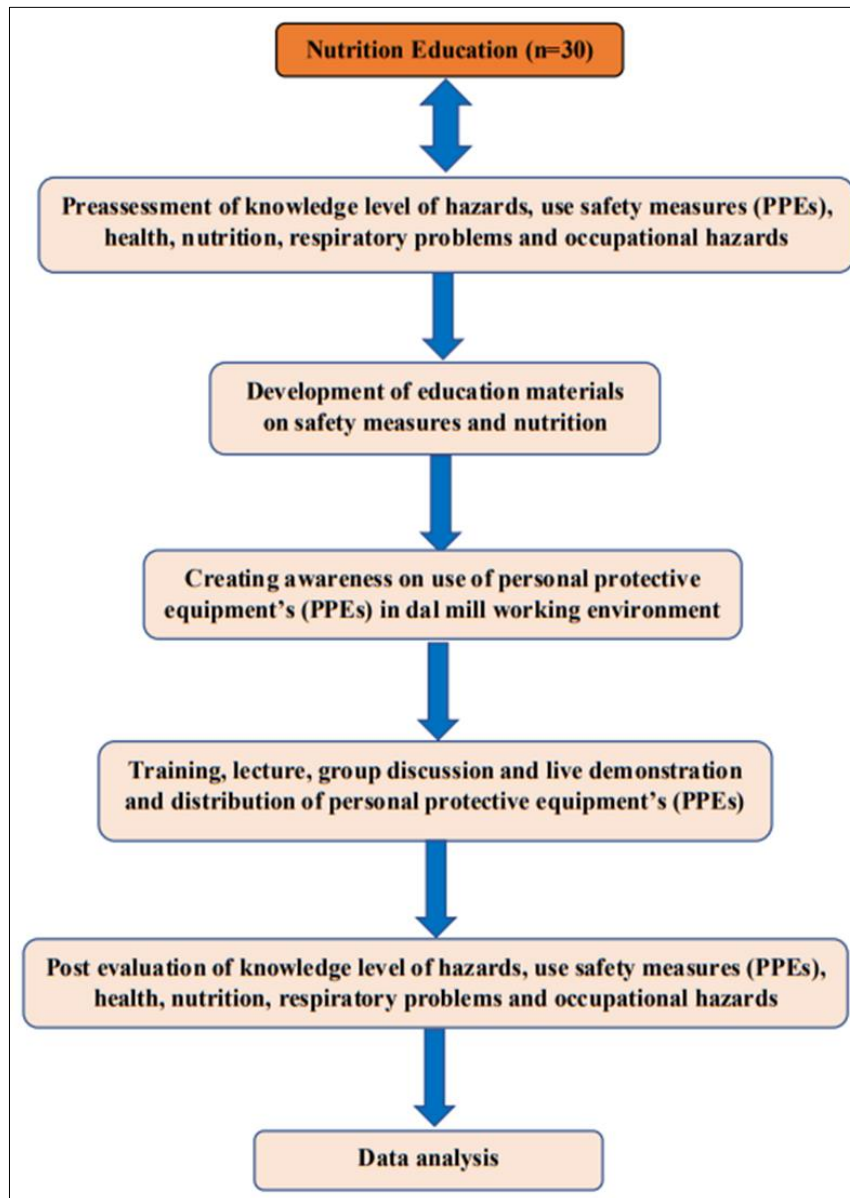 Nutrition Education (n=30)
Preassessment of knowledge level of hazards, use safety measures (PPEs),
health, nutrition, respiratory problems and occupational hazards
Development of education materials
on safety measures and nutrition
Creating awareness on use of personal protective
equipment’s (PPEs) in dal mill working environment
Training, lecture, group discussion and live demonstration
and distribution of personal protective equipment’s (PPEs)
Post evaluation of knowledge level of hazards, use safety measures (PPEs),
health, nutrition, respiratory problems and occupational hazards
Data analysis